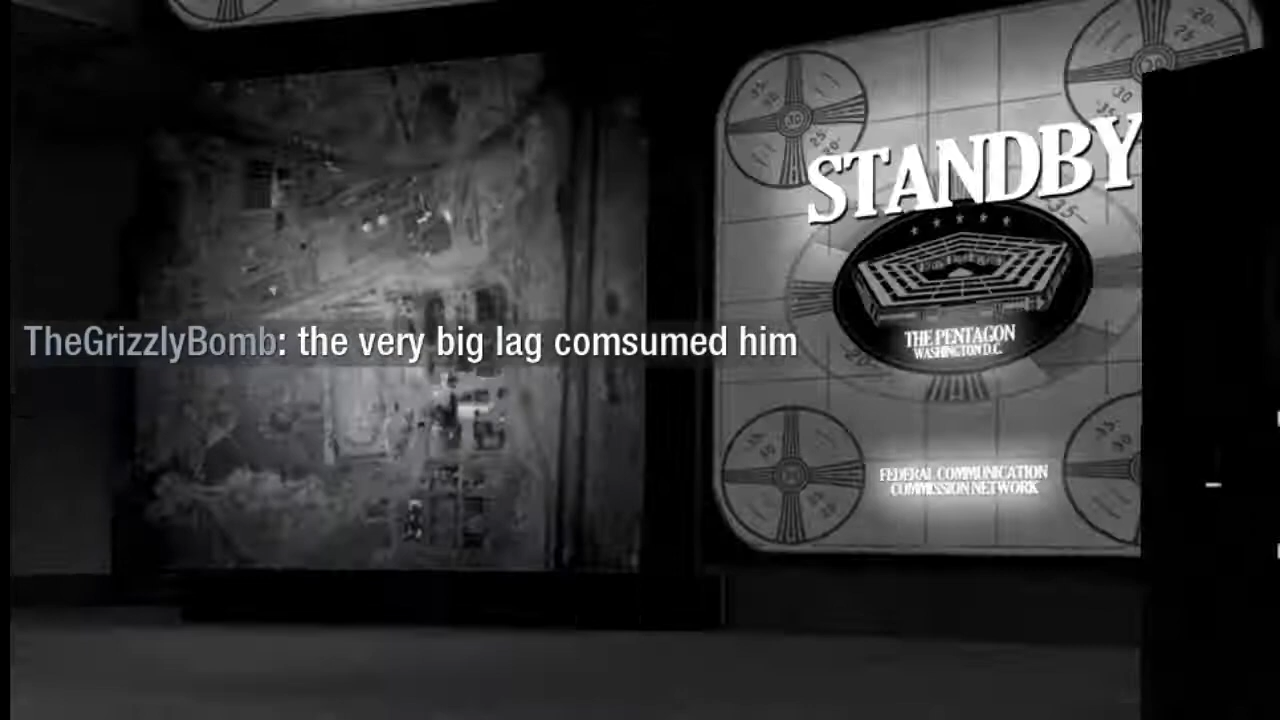 STANDBY
THE PENTAGON
WASHINGTON D.C.
TheGrizzlyBomb: the very big lag comsumed him
FEDERAL COMMUNICATION
COMMISSION NETWORK